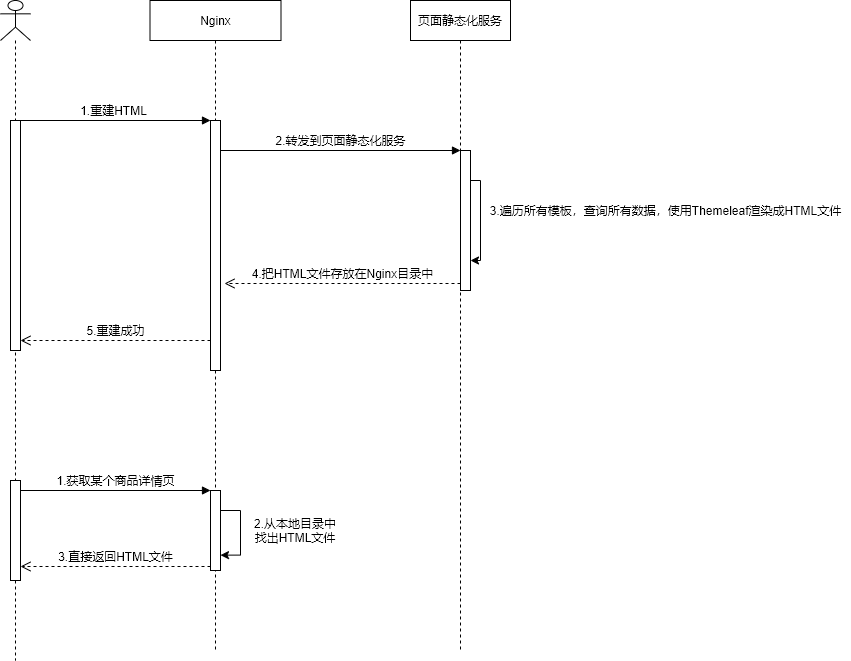 Nginx
页面静态化服务
1.重建HTML
2.转发到页面静态化服务
3.遍历所有模板，查询所有数据，使用Themeleaf渲染成HTML文件
4.把HTML文件存放在Nginx目录中
5.重建成功
1.获取某个商品详情页
2.从本地目录中
找出HTML文件
3.直接返回HTML文件